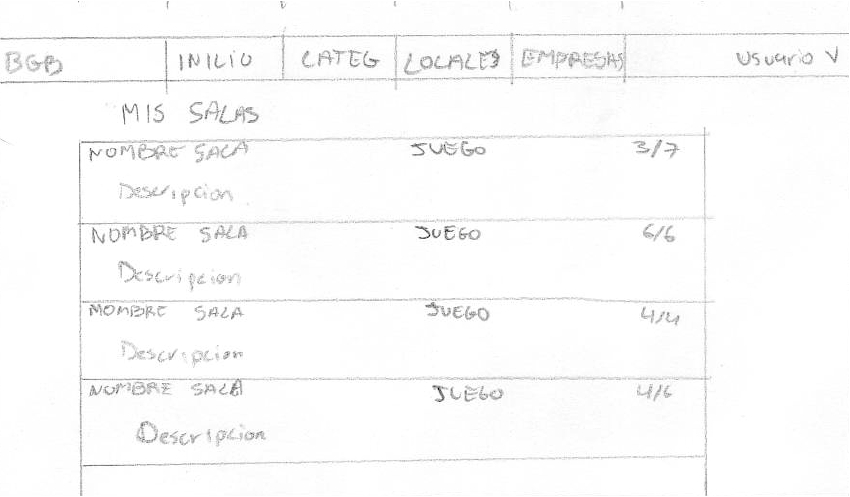 BGB INICIO CATEG LOCALES EMPRESAS Usuario V
MIS SALAS
NOMBRE SALA JUEGO 3/7
Descripcion
NOMBRE SALA JUEGO 6/6
Descripcion
NOMBRE SALA JUEGO 4/4
Descripcion
NOMBRE SALA JUEGO 4/6
Descripcion